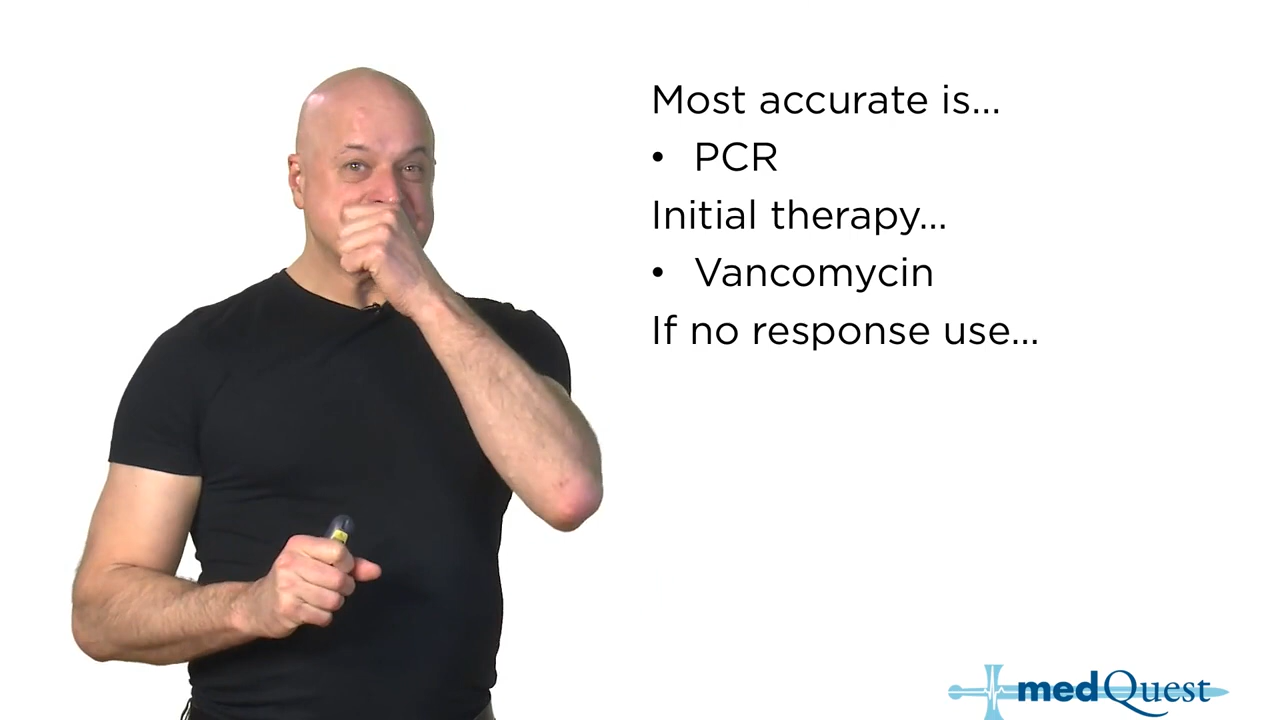 Most accurate is...
• PCR
Initial therapy...
• Vancomycin
If no response use...
medQuest